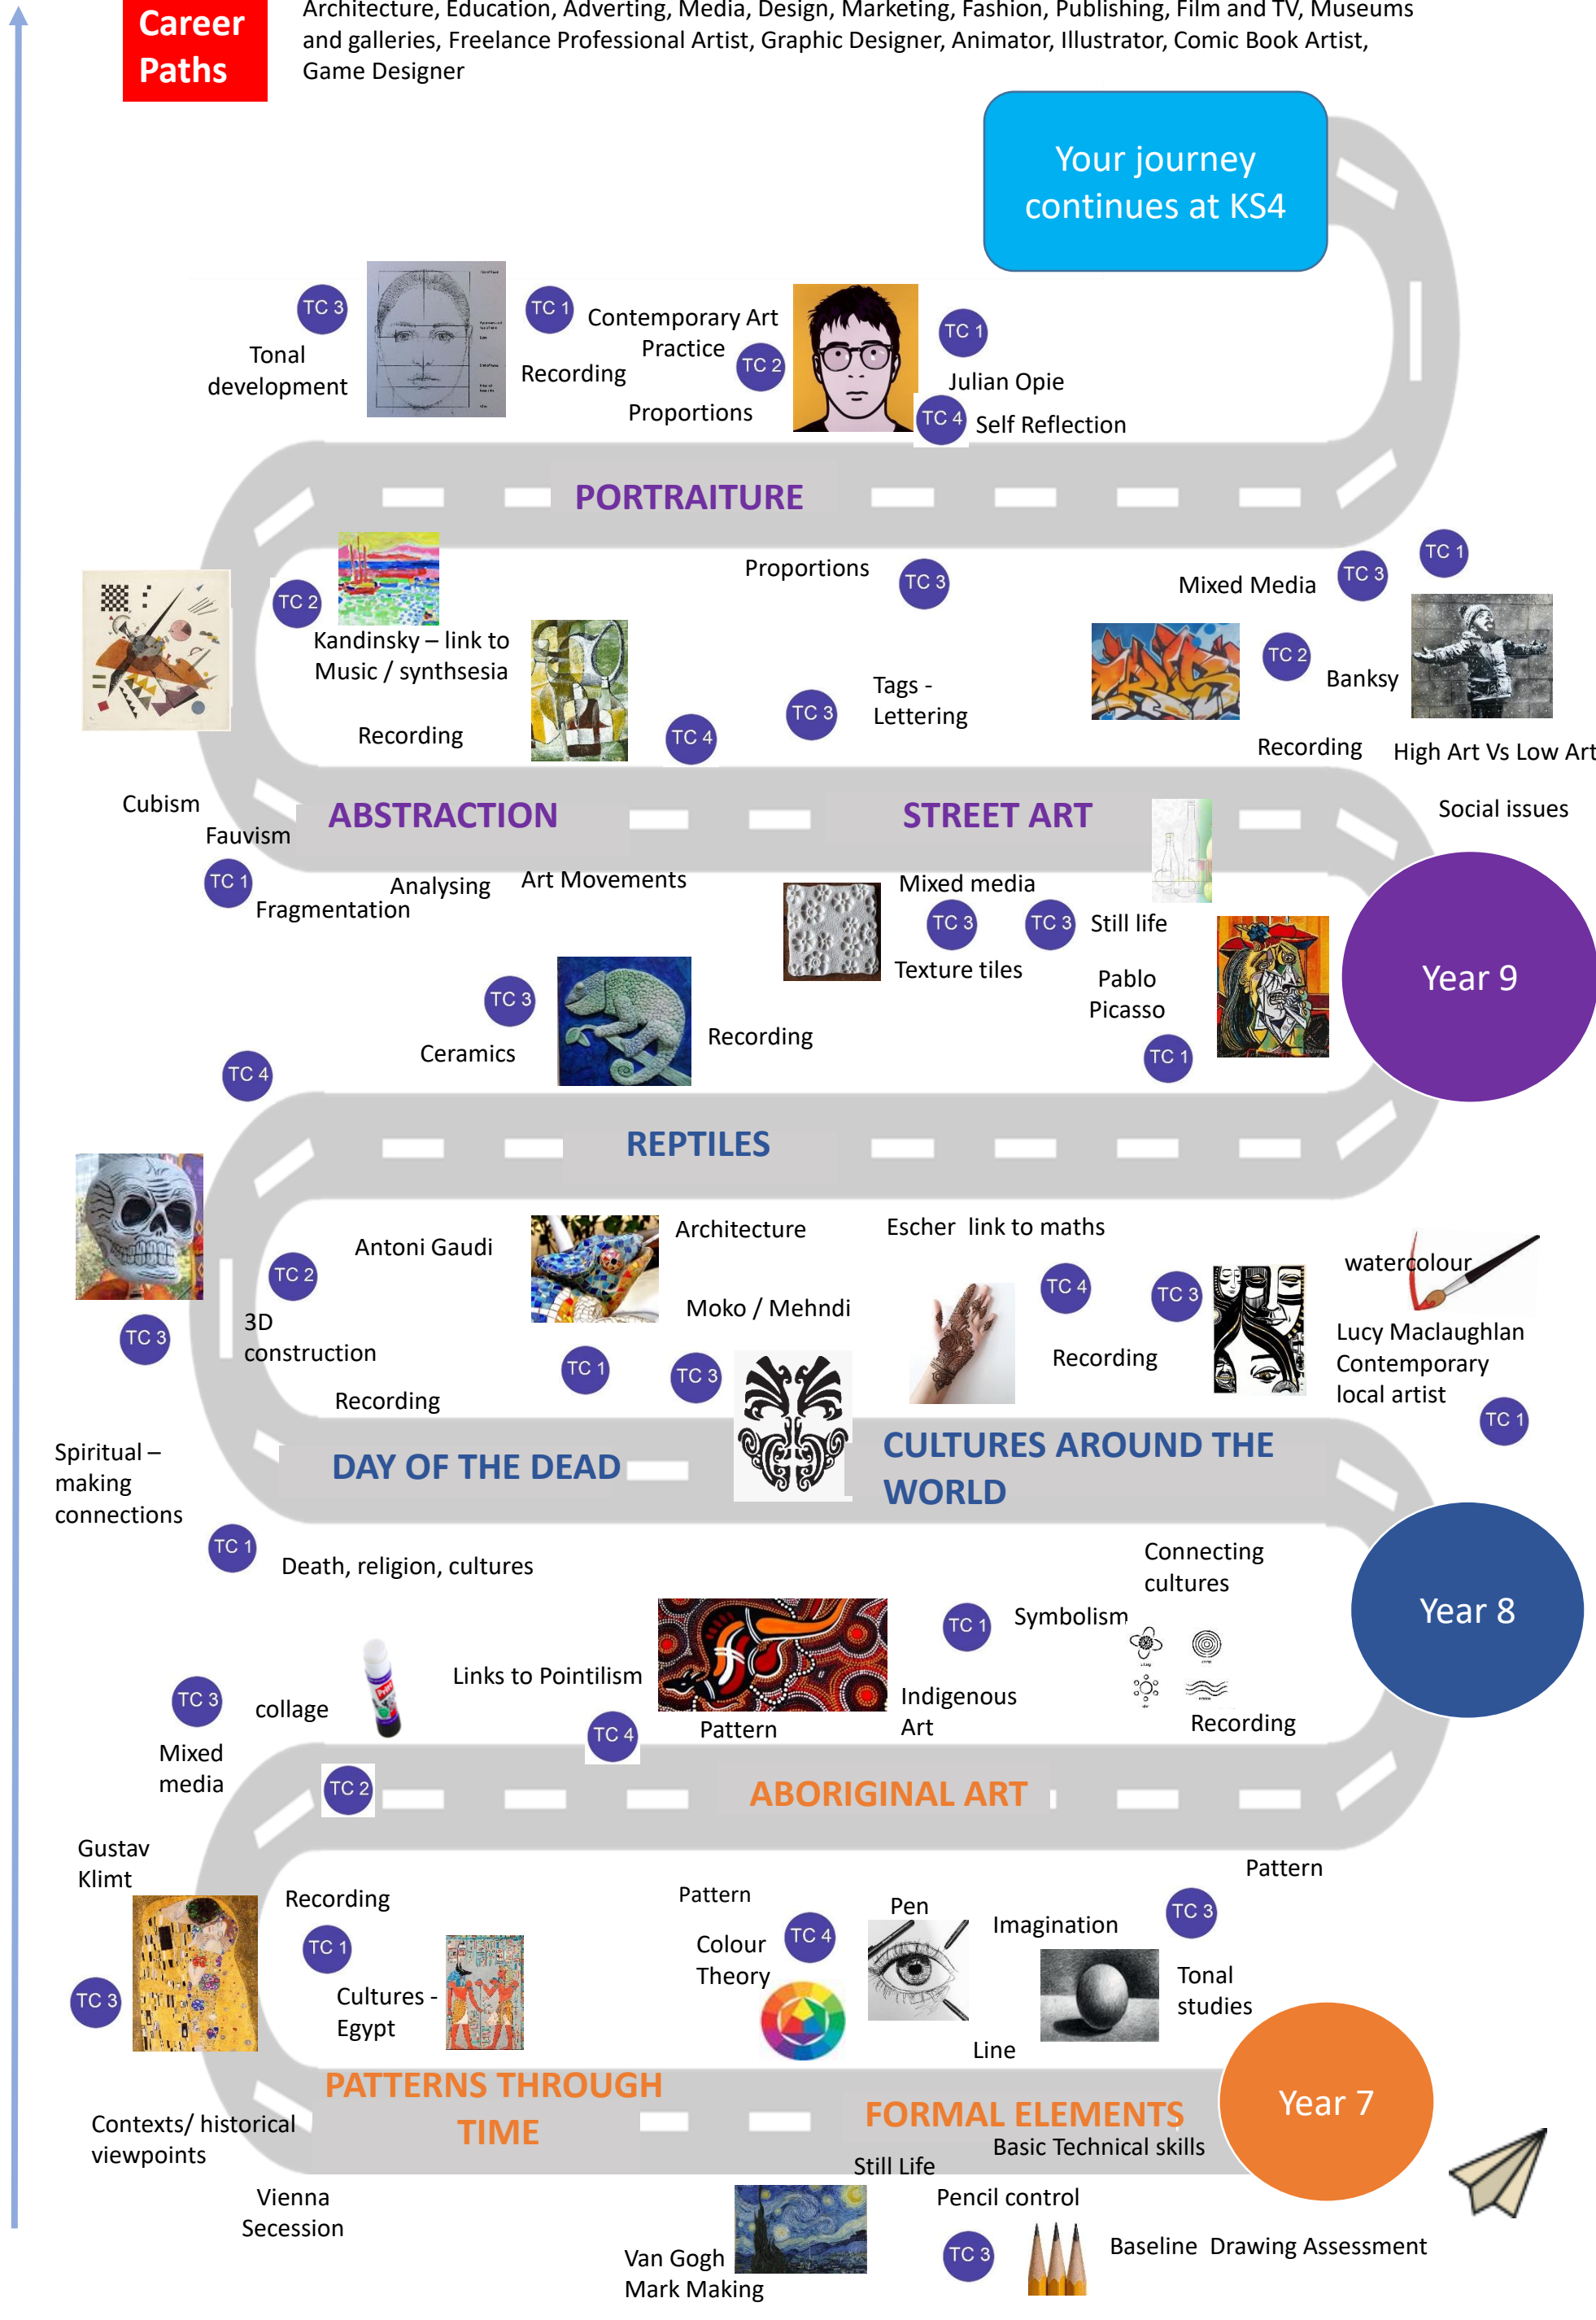 Career
Paths
Architecture, Education, Adverting, Media, Design, Marketing, Fashion, Publishing, Film and TV, Museums
and galleries, Freelance Professional Artist, Graphic Designer, Animator, Illustrator, Comic Book Artist,
Game Designer
Your journey
continues at KS4
TC 3
Tonal
development
TC 1
Recording
Contemporary Art
Practice
TC 2
Proportions
TC 1
Julian Opie
TC 4
Self Reflection
PORTRAITURE
TC 2
Kandinsky – link to
Music / synthsesia
Recording
TC 4
Proportions
TC 3
TC 3
Tags -
Lettering
Mixed Media
TC 3
TC 1
TC 2
Banksy
Recording
High Art Vs Low Art
Social issues
Cubism
Fauvism
TC 1
Fragmentation
ABSTRACTION
STREET ART
Analysing
Art Movements
Mixed media
TC 3
TC 3
Still life
Texture tiles
Pablo
Picasso
TC 1
Year 9
TC 3
Ceramics
Recording
TC 4
REPTILES
TC 3
TC 2
Antoni Gaudi
3D
construction
Recording
Architecture
TC 1
Moko / Mehndi
TC 3
Escher  link to maths
TC 4
TC 3
Recording
watercolour
Lucy Maclaughlan
Contemporary
local artist
TC 1
DAY OF THE DEAD
CULTURES AROUND THE
WORLD
Spiritual –
making
connections
TC 1
Death, religion, cultures
Connecting
cultures
Year 8
TC 1
Symbolism
Links to Pointilism
TC 3
collage
Pritt
Mixed
media
TC 2
TC 4
Pattern
Indigenous
Art
Recording
ABORIGINAL ART
Gustav
Klimt
TC 3
Recording
TC 1
Cultures -
Egypt
Pattern
Colour
Theory
TC 4
Pen
Imagination
Line
Pattern
TC 3
Tonal
studies
PATTERNS THROUGH
TIME
FORMAL ELEMENTS
Year 7
Contexts/ historical
viewpoints
Vienna
Secession
Basic Technical skills
Still Life
Pencil control
TC 3
Van Gogh
Mark Making
Baseline  Drawing Assessment